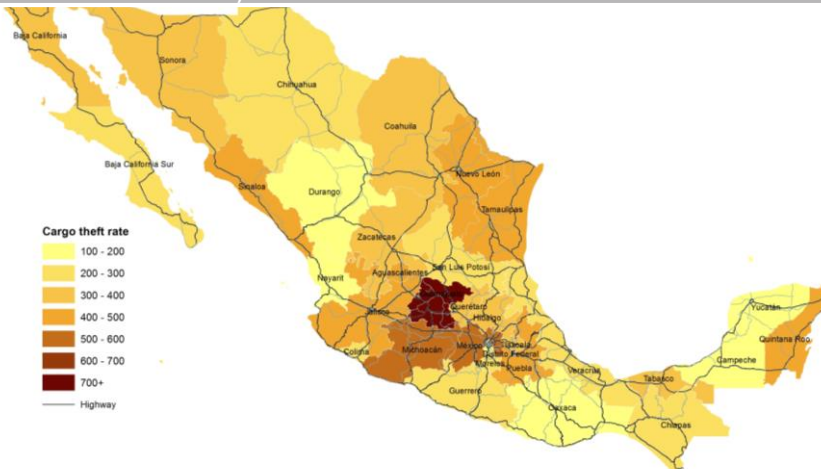 Baja California
Sonora
Chihuahua
Coahuila
Baja California Sur
Sinaloa
Durango
Nuevo León
Tamaulipas
Zacatecas
Nayarit
Aguascalientes
San Luis Potosí
Jalisco
Querétaro
Hidalgo
Colima
Michoacán
México
Tlaxcala
Distrito Federal
Morelos
Puebla
Veracruz
Guerrero
Oaxaca
Tabasco
Chiapas
Campeche
Yucatán
Quintana Roo
Cargo theft rate
100 - 200
200 - 300
300 - 400
400 - 500
500 - 600
600 - 700
700+
Highway